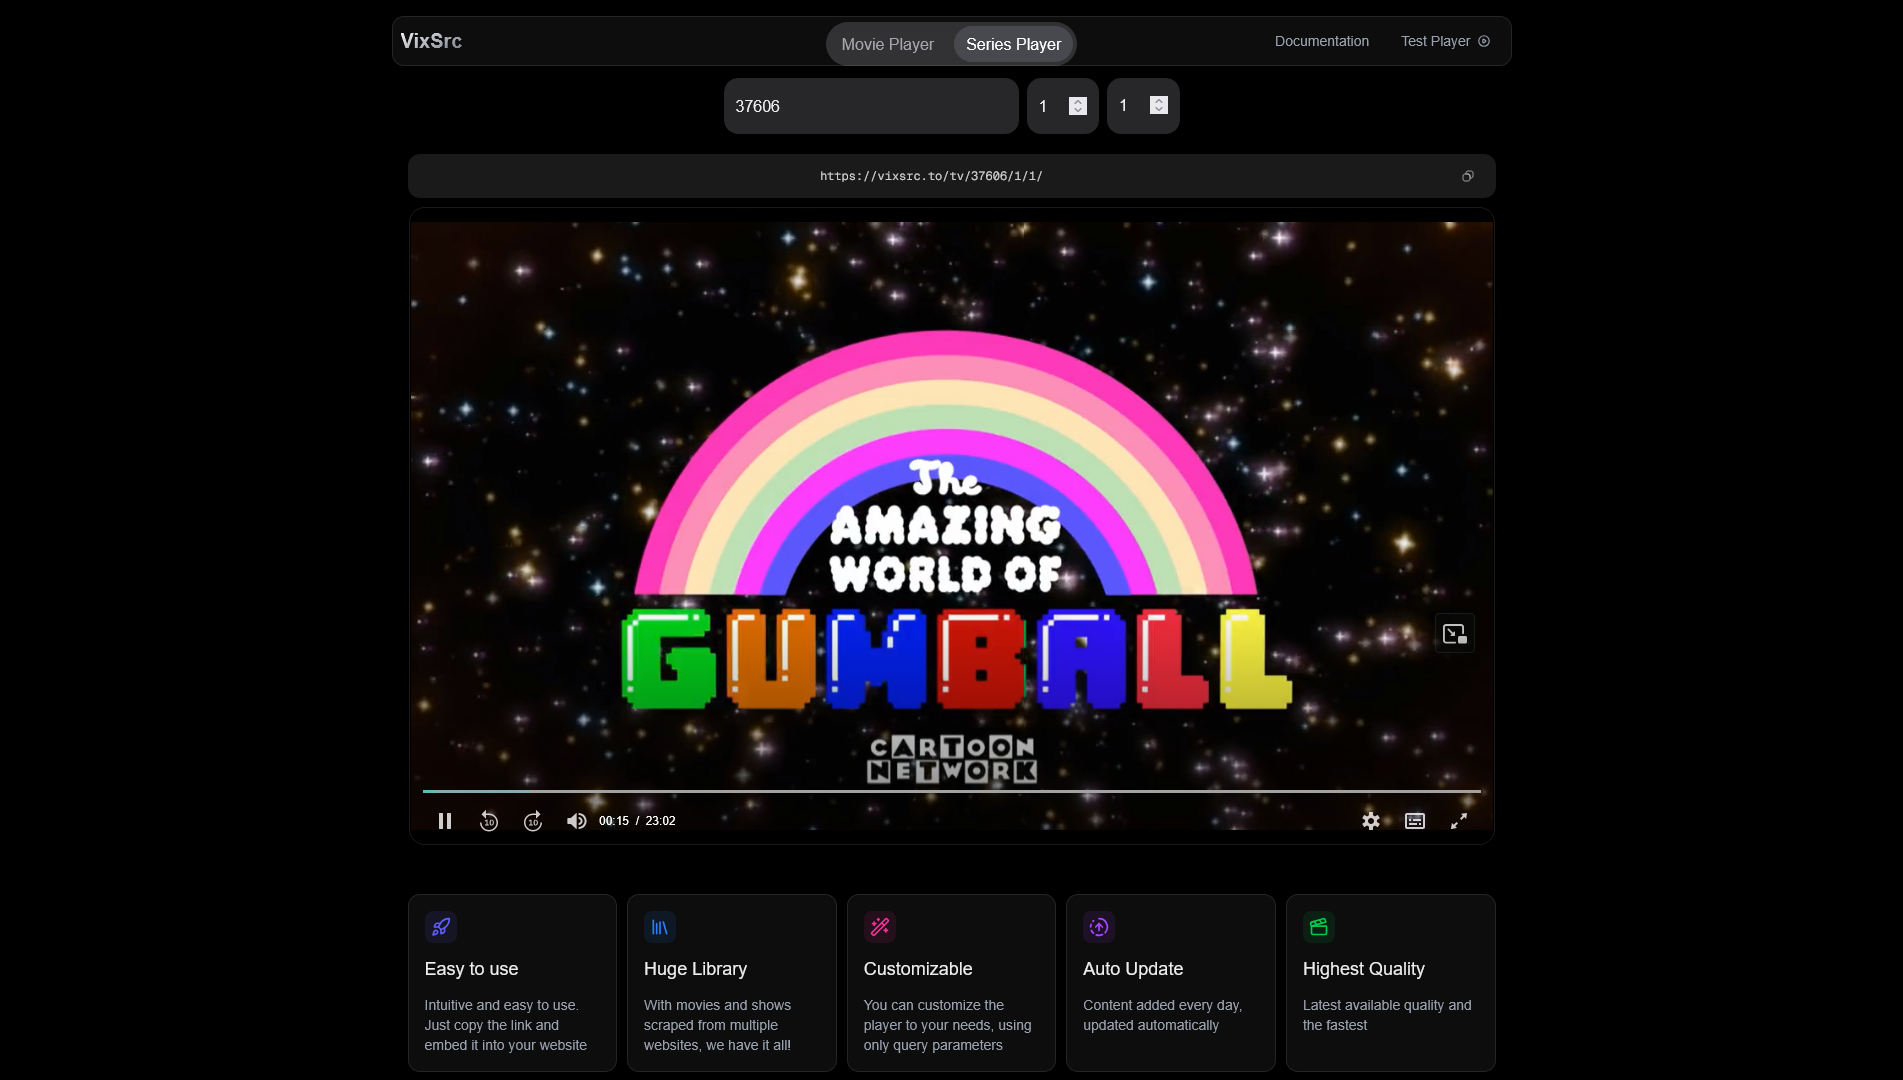 VixSrc
Movie Player
Series Player
Documentation
Test Player
37606
1
1
https://vixsrc.to/tv/37606/1/1/
The
AMAZING
WORLD OF
GUMBALL
CARTOON
NETWORK
10
10
00:15 / 23:02
Easy to use
Intuitive and easy to use.
Just copy the link and
embed it into your website
Huge Library
With movies and shows
scraped from multiple
websites, we have it all!
Customizable
You can customize the
player to your needs, using
only query parameters
Auto Update
Content added every day,
updated automatically
Highest Quality
Latest available quality and
the fastest